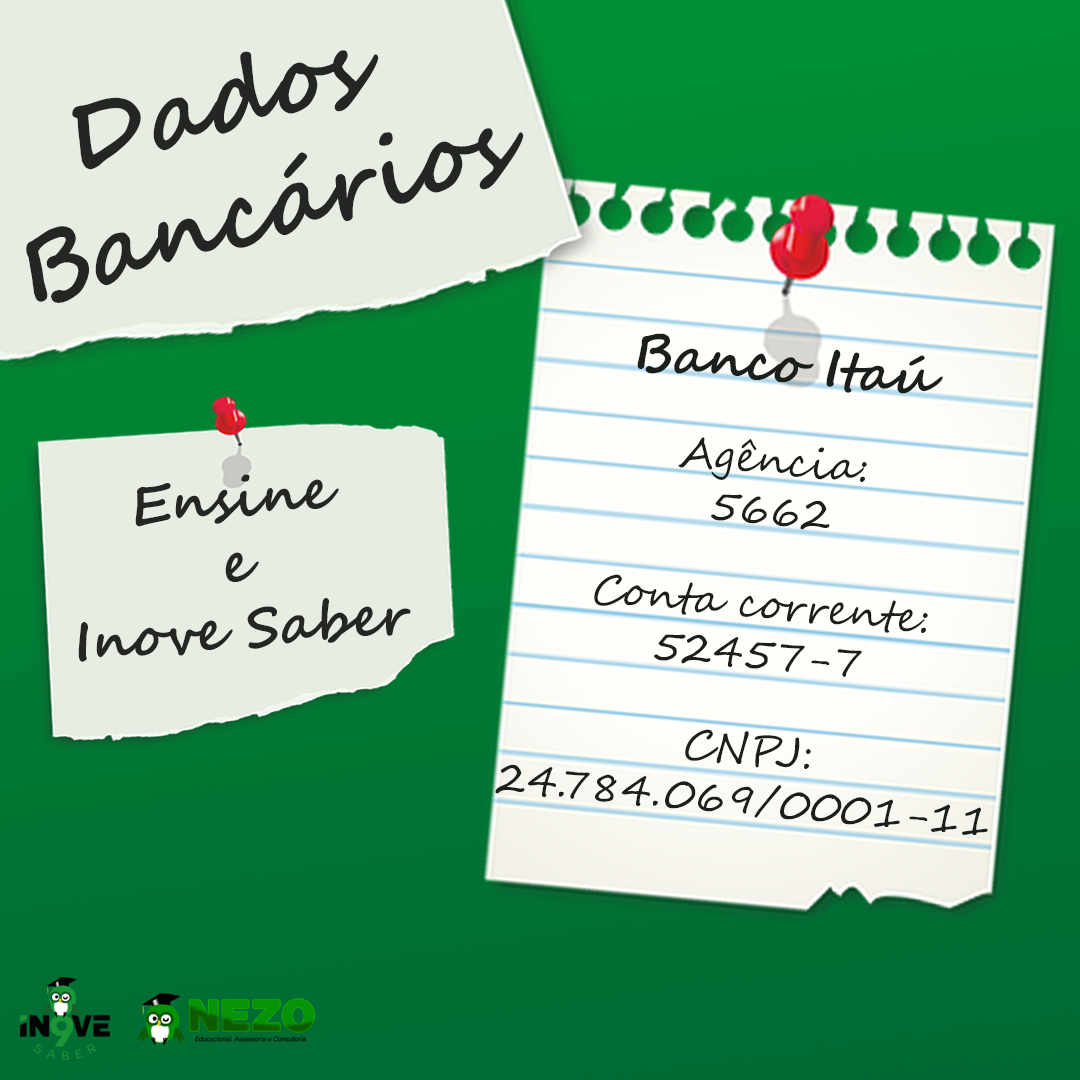 Dados
Bancários
Ensine
e
Inove Saber
Banco Itaú
Agência:
5662
Conta corrente:
52457-7
CNPJ:
24.784.069/0001-11
iN9VE
SABER
NEZO
Educacional, Assessoria e Consultoria